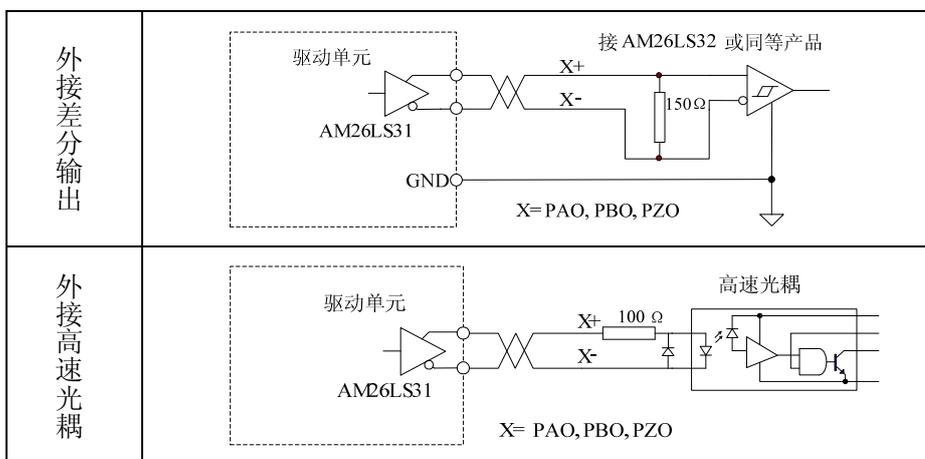 外接差分输出
驱动单元
AM26LS31
GND
X+
X-
接 AM26LS32 或同等产品
150Ω
X=PAO, PBO, PZO
外接高速光耦
驱动单元
AM26LS31
X+
X-
100 Ω
高速光耦
X= PAO, PBO, PZO